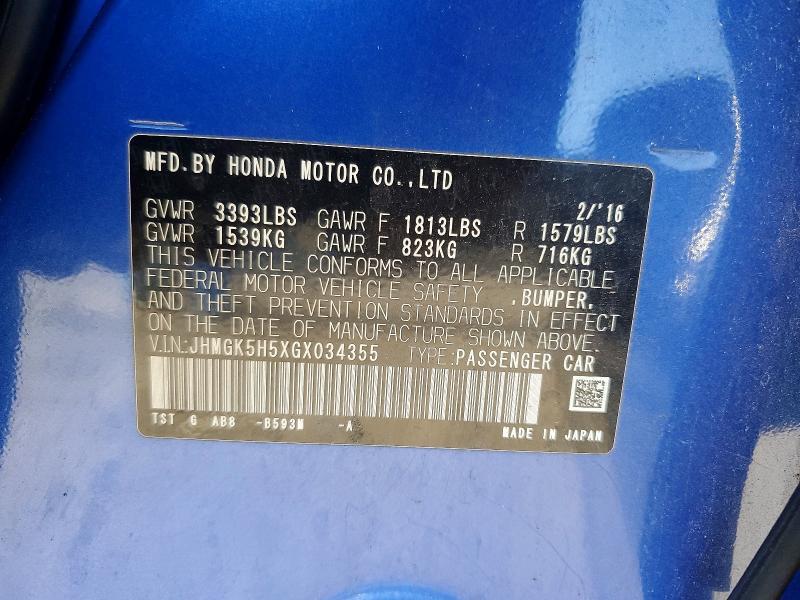 MFD.BY HONDA MOTOR CO.,LTD
2/'16
GVWR 3393LBS GAWR F 1813LBS R 1579LBS
GVWR 1539KG GAWR F 823KG R 716KG
THIS VEHICLE CONFORMS TO ALL APPLICABLE
FEDERAL MOTOR VEHICLE SAFETY ,BUMPER,
AND THEFT PREVENTION STANDARDS IN EFFECT
ON THE DATE OF MANUFACTURE SHOWN ABOVE.
V.IN:JHMGK5H5XGX034355 TYPE:PASSENGER CAR
TST G AB8 -B593M -A
MADE IN JAPAN